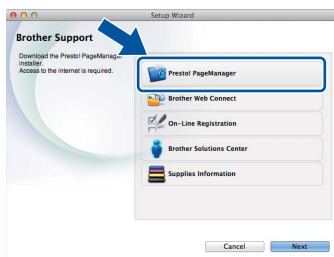 Setup Wizard
Brother Support
Download the Presto! PageManager
installer.
Access to the internet is required.
Presto! PageManager
Brother Web Connect
On-Line Registration
Brother Solutions Center
Supplies Information
Cancel
Next